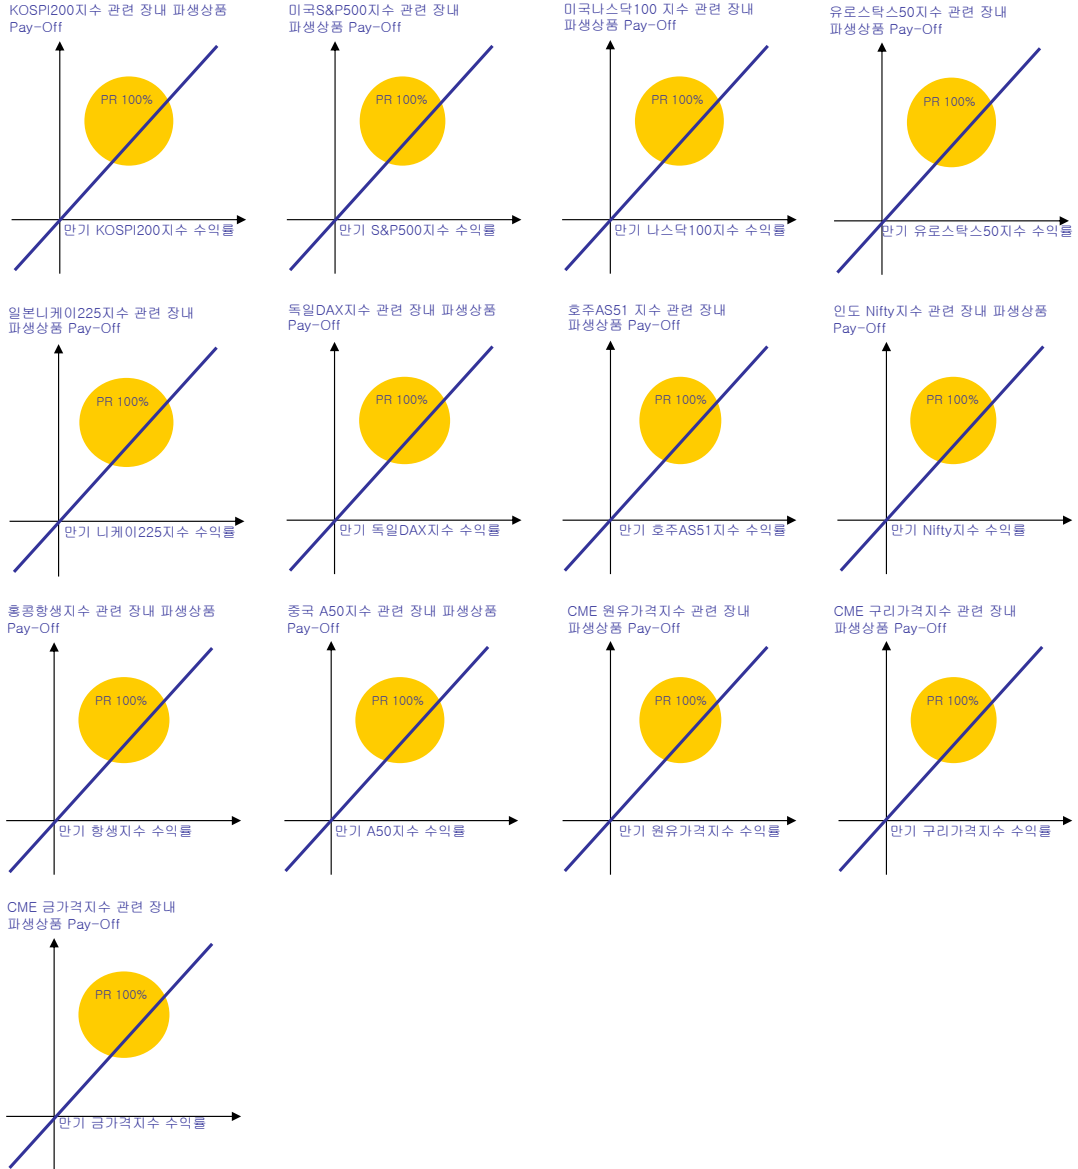 KOSPI200지수 관련 장내 파생상품
Pay-Off
PR 100%
만기 KOSPI200지수 수익률
미국S&P500지수 관련 장내
파생상품 Pay-Off
PR 100%
만기 S&P500지수 수익률
미국나스닥100 지수 관련 장내
파생상품 Pay-Off
PR 100%
만기 나스닥100지수 수익률
유로스탁스50지수 관련 장내
파생상품 Pay-Off
PR 100%
만기 유로스탁스50지수 수익률
일본니케이225지수 관련 장내
파생상품 Pay-Off
PR 100%
만기 니케이225지수 수익률
독일DAX지수 관련 장내 파생상품
Pay-Off
PR 100%
만기 독일DAX지수 수익률
호주AS51 지수 관련 장내
파생상품 Pay-Off
PR 100%
만기 호주AS51지수 수익률
인도 Nifty지수 관련 장내 파생상품
Pay-Off
PR 100%
만기 Nifty지수 수익률
홍콩항생지수 관련 장내 파생상품
Pay-Off
PR 100%
만기 항생지수 수익률
중국 A50지수 관련 장내 파생상품
Pay-Off
PR 100%
만기 A50지수 수익률
CME 원유가격지수 관련 장내
파생상품 Pay-Off
PR 100%
만기 원유가격지수 수익률
CME 구리가격지수 관련 장내
파생상품 Pay-Off
PR 100%
만기 구리가격지수 수익률
CME 금가격지수 관련 장내
파생상품 Pay-Off
PR 100%
만기 금가격지수 수익률